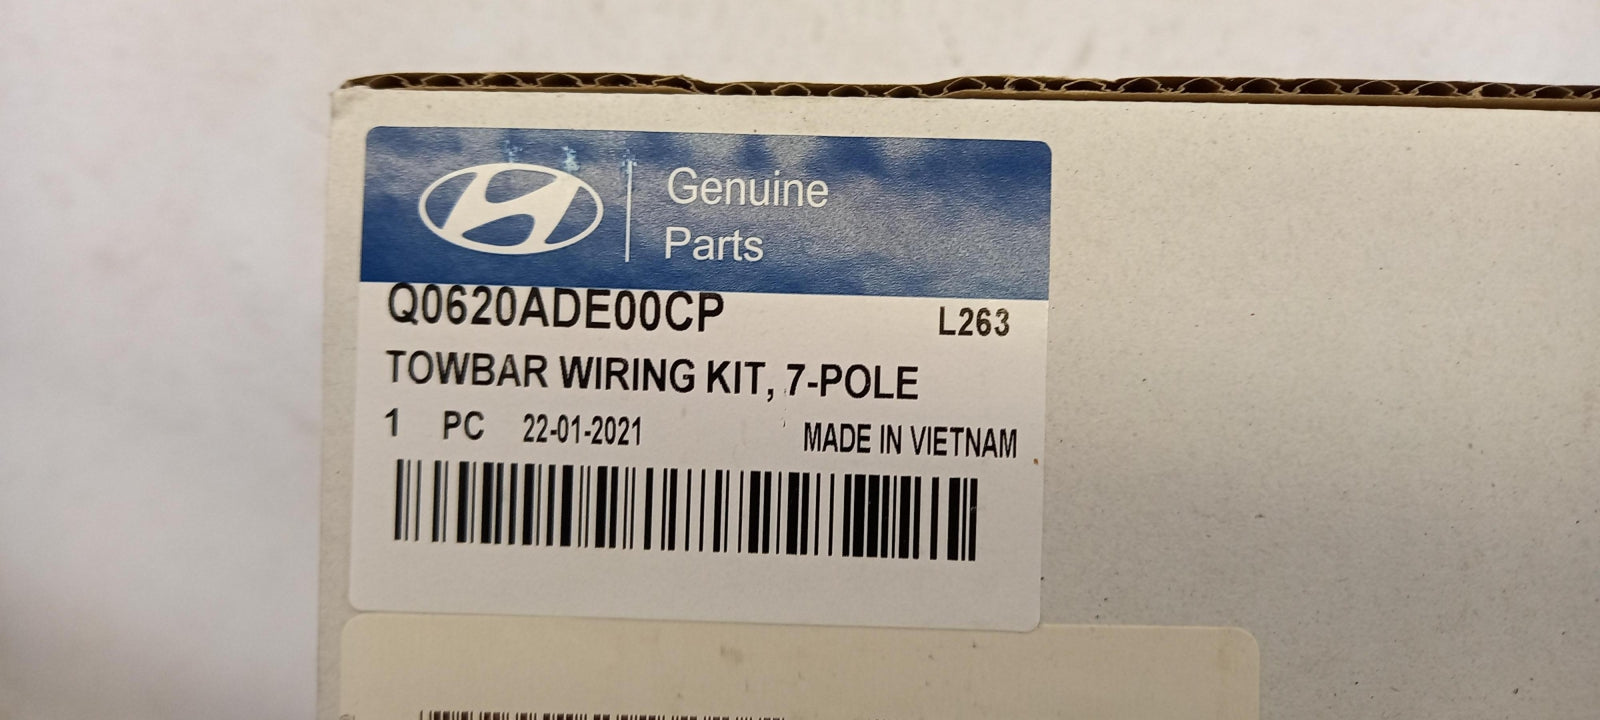 Genuine
Parts
Q0620ADE00CP L263
TOWBAR WIRING KIT, 7-POLE
1 PC 22-01-2021 MADE IN VIETNAM